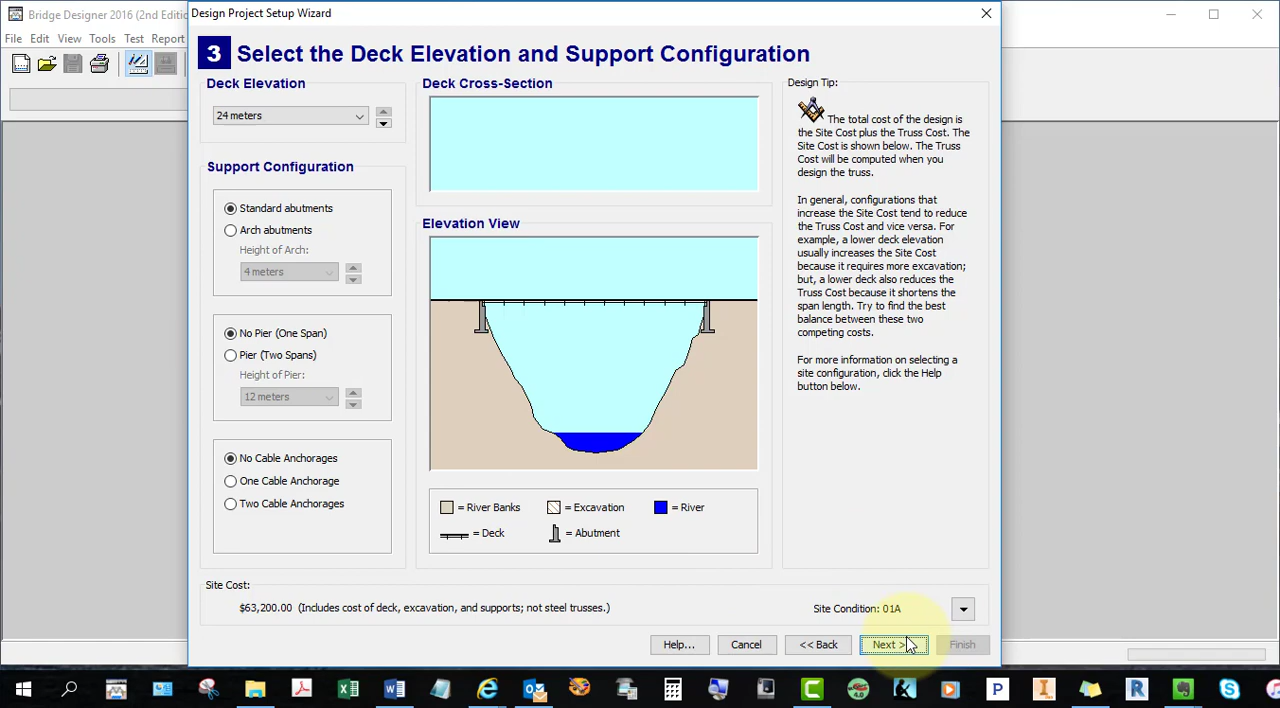 Bridge Designer 2016 (2nd Edition
Design Project Setup Wizard
File Edit View Tools Test Report
3 Select the Deck Elevation and Support Configuration
Deck Elevation
24 meters
Support Configuration
Standard abutments
Arch abutments
Height of Arch:
4 meters
No Pier (One Span)
Pier (Two Spans)
Height of Pier:
12 meters
No Cable Anchorages
One Cable Anchorage
Two Cable Anchorages
Deck Cross-Section
Elevation View
= River Banks
= Excavation
= River
= Deck
= Abutment
Design Tip:
The total cost of the design is
the Site Cost plus the Truss Cost. The
Site Cost is shown below. The Truss
Cost will be computed when you
design the truss.
In general, configurations that
increase the Site Cost tend to reduce
the Truss Cost and vice versa. For
example, a lower deck elevation
usually increases the Site Cost
because it requires more excavation;
but, a lower deck also reduces the
Truss Cost because it shortens the
span length. Try to find the best
balance between these two
competing costs.
For more information on selecting a
site configuration, click the Help
button below.
Site Cost:
$63,200.00 (Includes cost of deck, excavation, and supports; not steel trusses.)
Site Condition: 01A
Help...
Cancel
<< Back
Next >
Finish